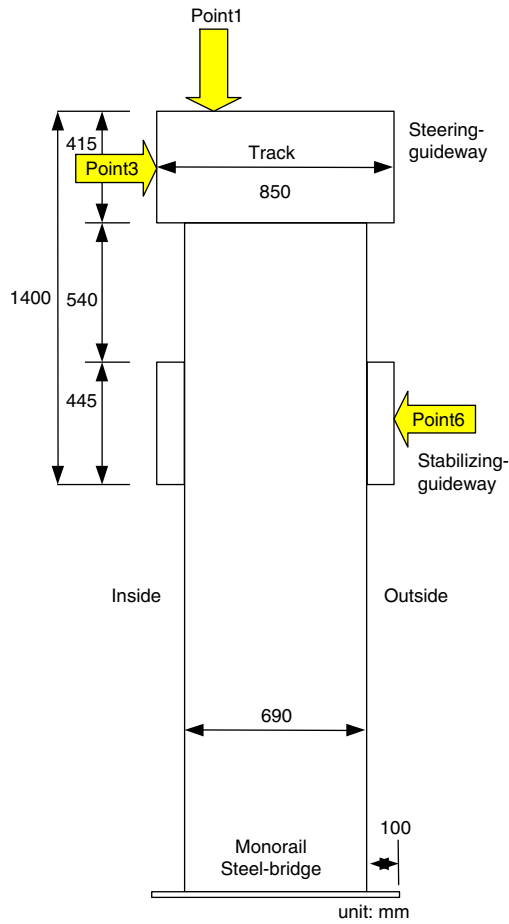 Point1
Steering-
guideway
415
Track
Point3
850
1400
540
445
Point6
Stabilizing-
guideway
Inside
Outside
690
100
Monorail
Steel-bridge
unit: mm